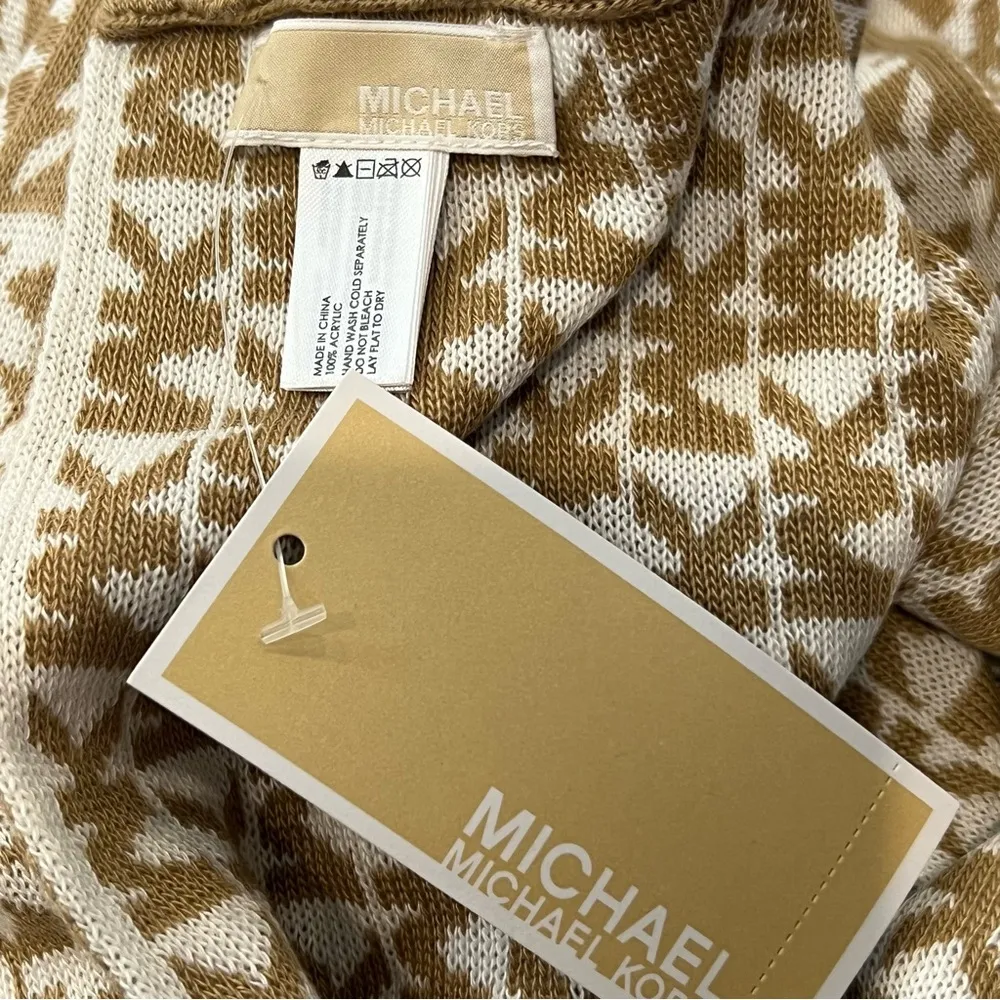 MICHAEL
MICHAEL KORS
MADE IN CHINA
100% ACRYLIC
HAND WASH COLD SEPARATELY
DO NOT BLEACH
LAY FLAT TO DRY
MICHAEL
MICHAEL KORS